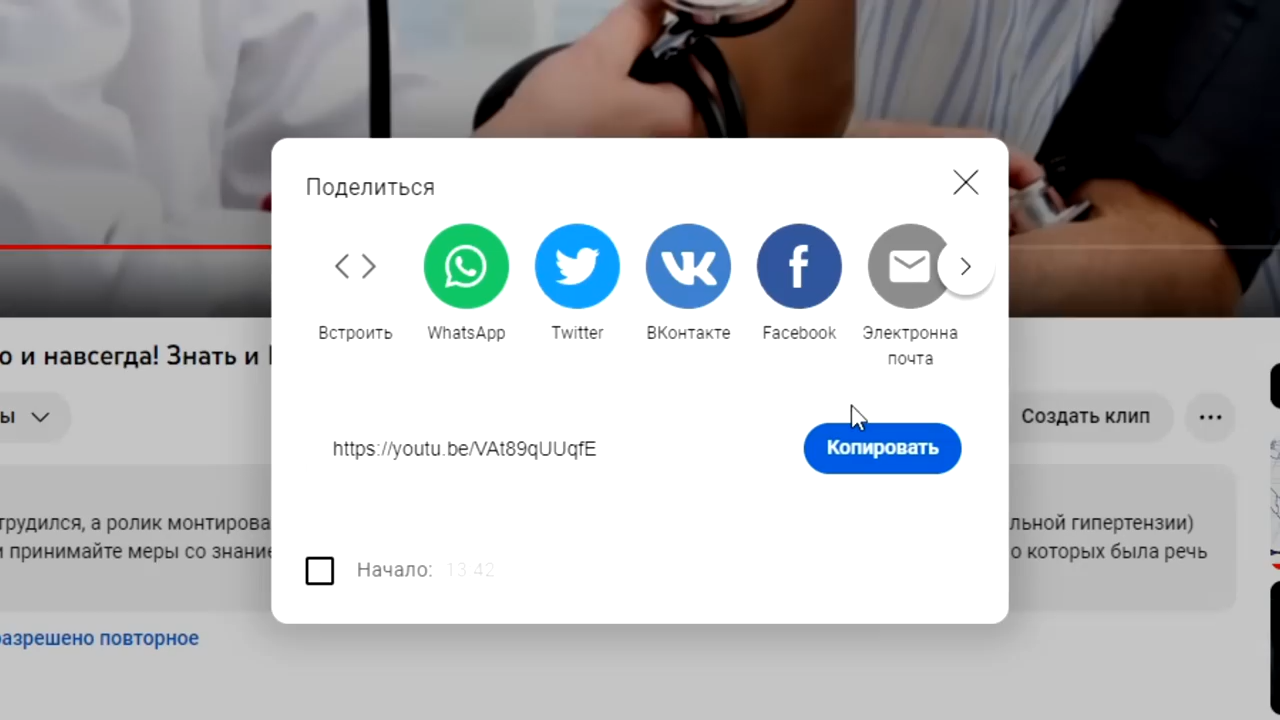 Поделиться
Встроить
WhatsApp
Twitter
ВКонтакте
Facebook
Электронна
почта
о и навсегда! Знать и
ы
Создать клип
https://youtu.be/VAt89qUUqfE
Копировать
трудился, а ролик монтирова
льной гипертензии)
и принимайте меры со знание
о которых была речь
Начало: 13 42
разрешено повторное